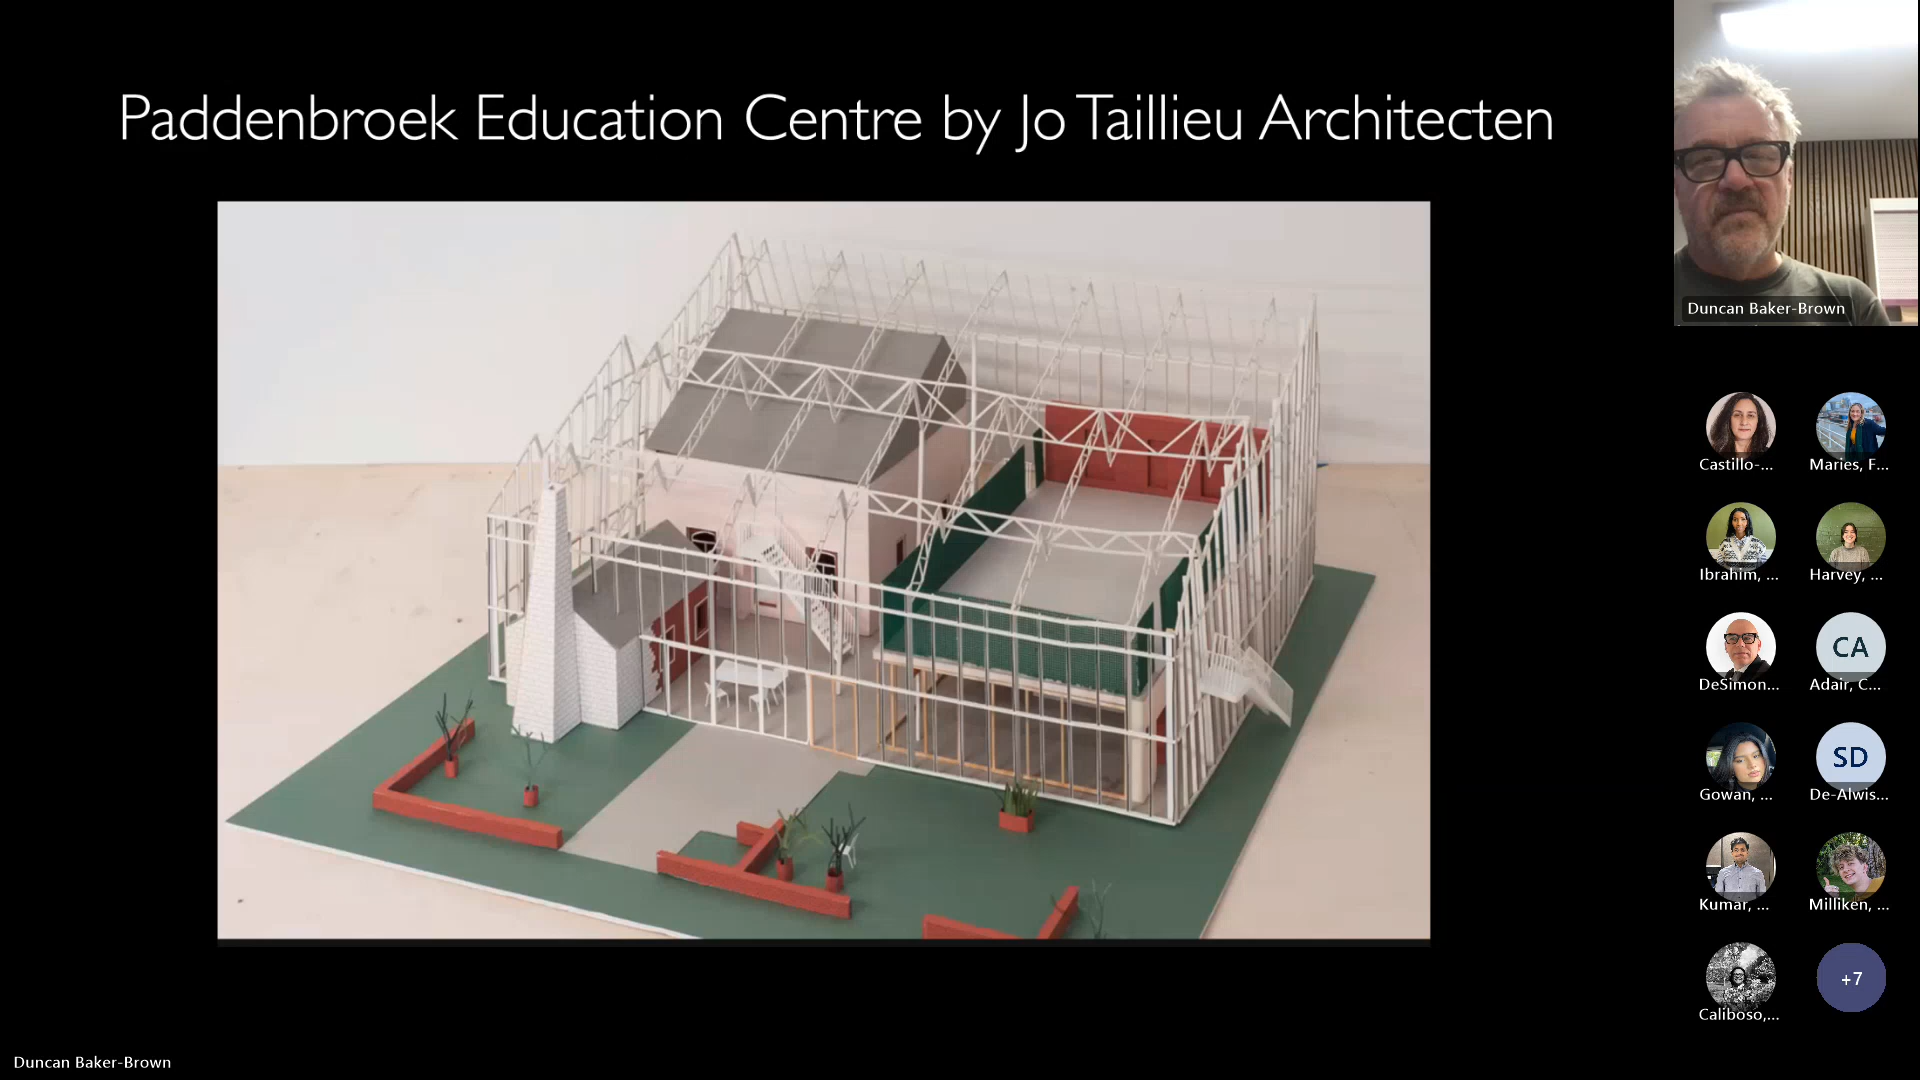 Paddenbroek Education Centre by Jo Taillieu Architecten
Duncan Baker-Brown
Castillo-...
Maries, F...
Ibrahim, ...
Harvey, ...
DeSimon...
CA
Adair, C...
Gowan, ...
SD
De-Alwis...
Kumar, ...
Milliken, ...
Caliboso,...
+7
Duncan Baker-Brown